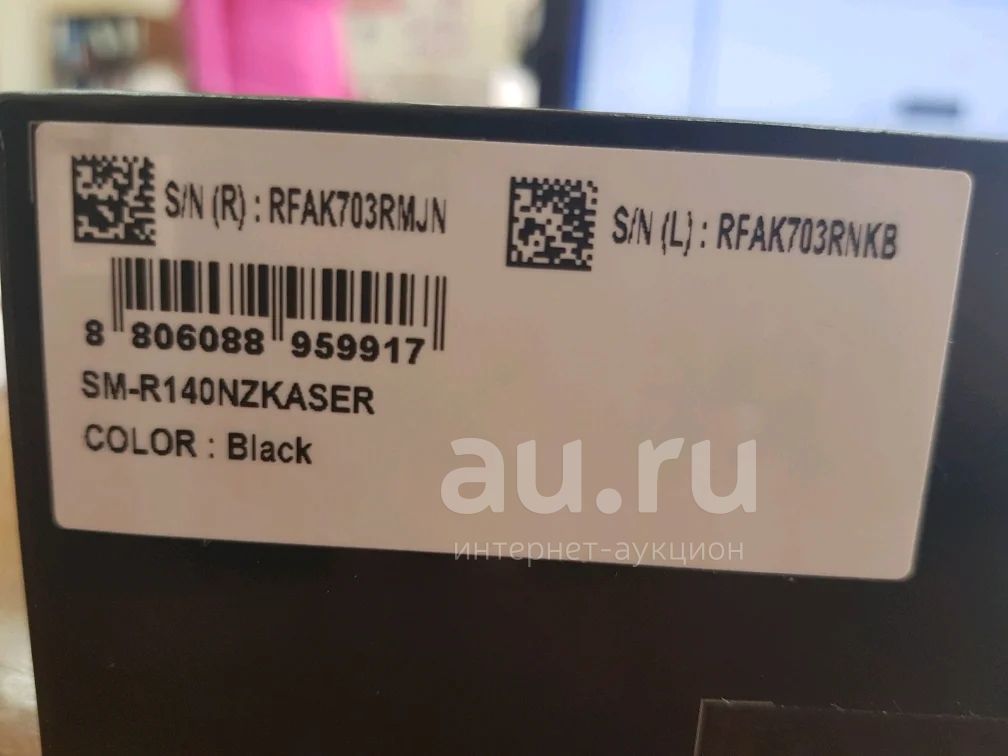 S/N (R) : RFAK703RMJN
S/N (L) : RFAK703RNKB
8 806088 959917
SM-R140NZKASER
COLOR : Black
au.ru
интернет-аукцион